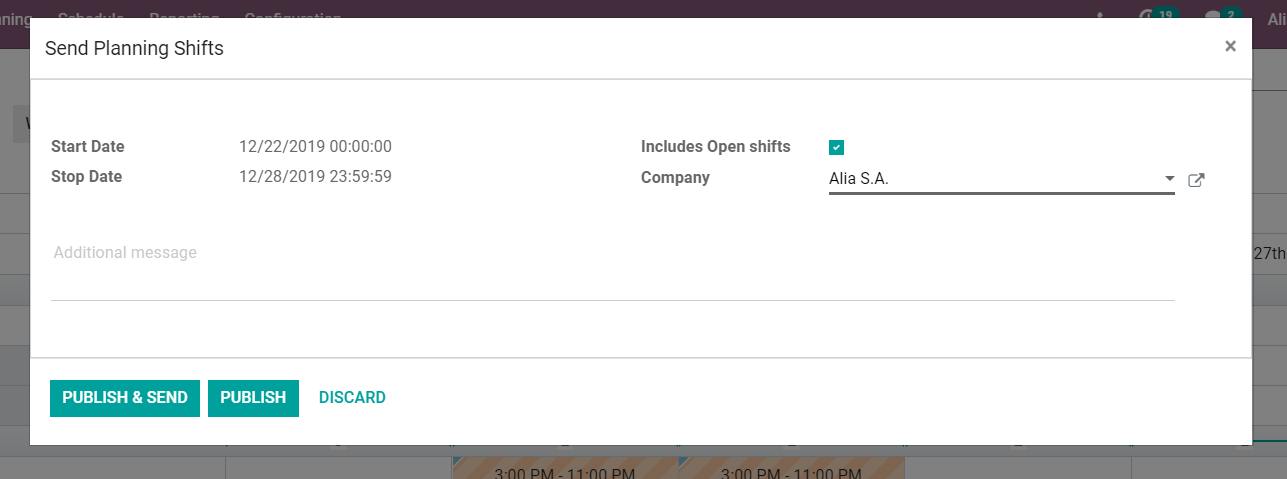 Schedule Reporting Configuration 19 2
Send Planning Shifts ×
Start Date 12/22/2019 00:00:00 Includes Open shifts
Stop Date 12/28/2019 23:59:59 Company Alia S.A.
Additional message
27th
PUBLISH & SEND PUBLISH DISCARD
3:00 PM - 11:00 PM 3:00 PM - 11:00 PM